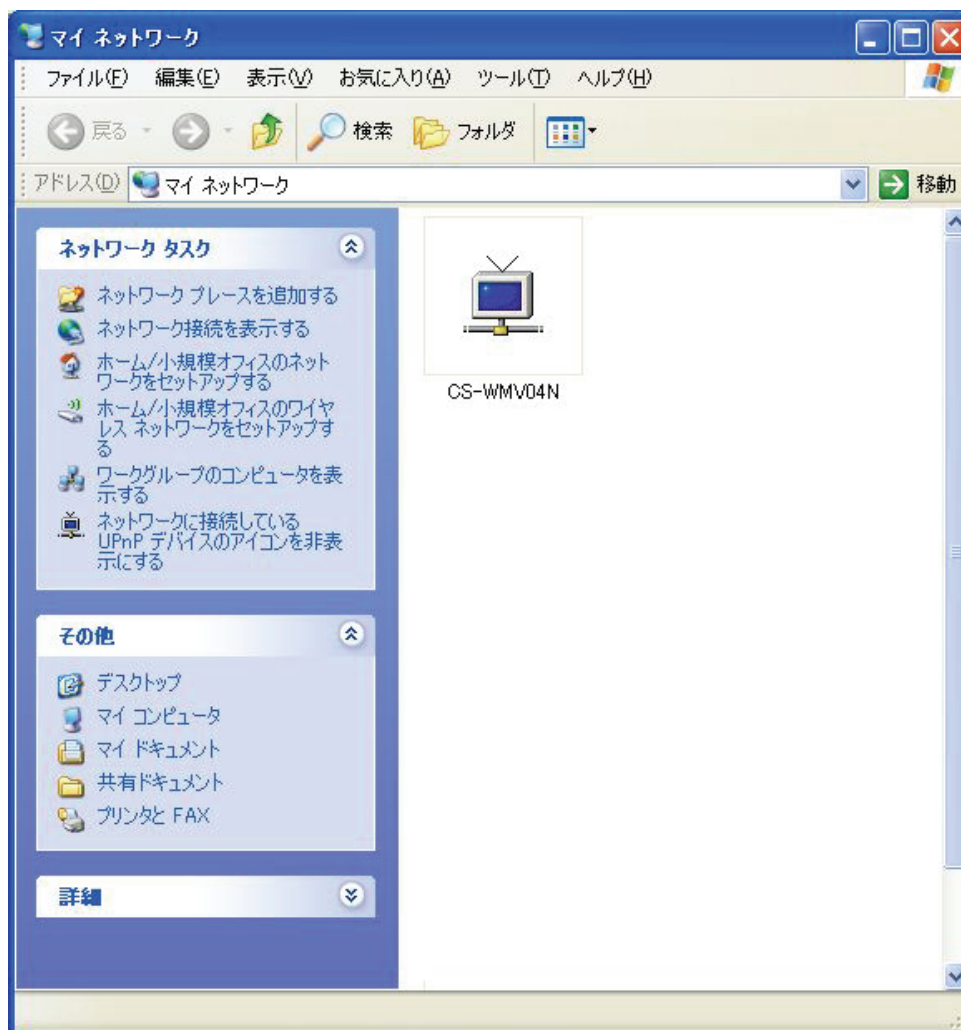 マイ ネットワーク
ファイル(F) 編集(E) 表示(V) お気に入り(A) ツール(T) ヘルプ(H)
戻る 検索 フォルダ
アドレス(D) マイ ネットワーク 移動
ネットワーク タスク
ネットワーク プレースを追加する
ネットワーク接続を表示する
ホーム/小規模オフィスのネット
ワークをセットアップする
ホーム/小規模オフィスのワイヤ
レス ネットワークをセットアップす
る
ワークグループのコンピュータを表
示する
ネットワークに接続している
UPnP デバイスのアイコンを非表
示にする
その他
デスクトップ
マイ コンピュータ
マイ ドキュメント
共有ドキュメント
プリンタと FAX
詳細
CS-WMV04N